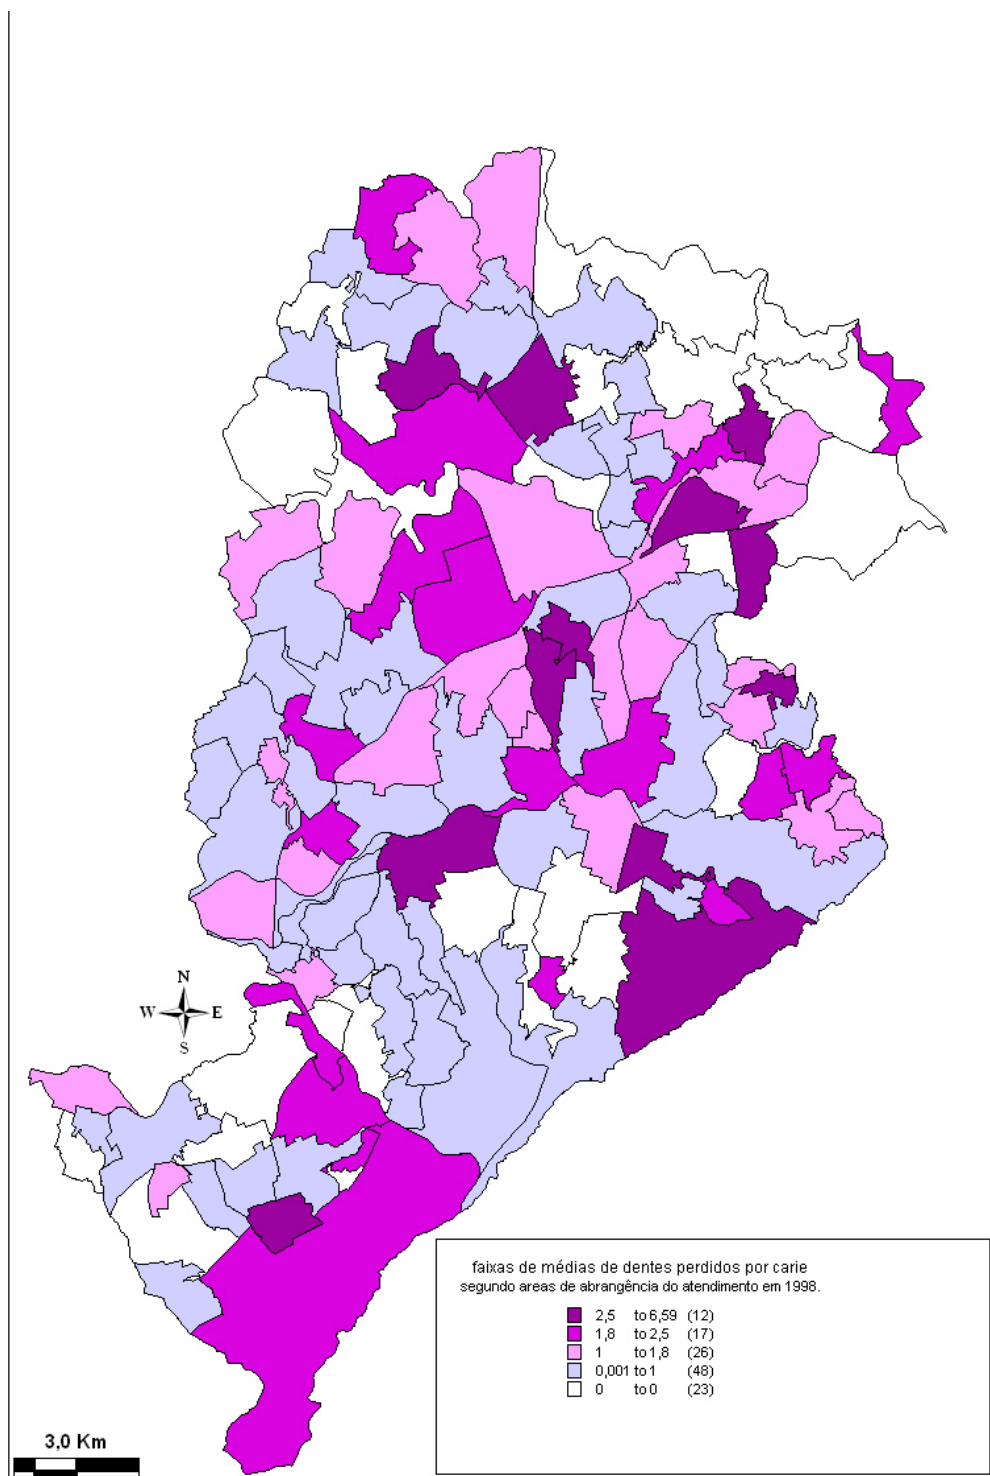 N
W E
S
faixas de médias de dentes perdidos por carie
segundo areas de abrangência do atendimento em 1998.
2,5 to 6,59 (12)
1,8 to 2,5 (17)
1 to 1,8 (26)
0,001 to 1 (48)
0 to 0 (23)
3,0 Km